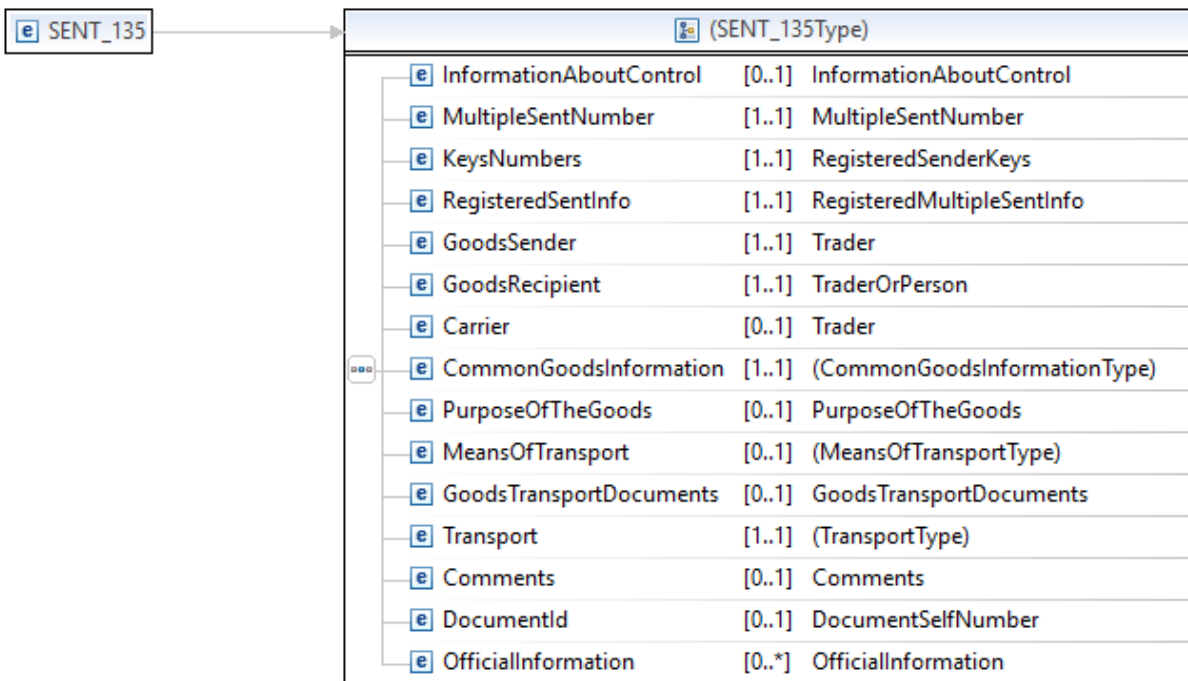 e SENT_135
(SENT_135Type)
e InformationAboutControl [0..1] InformationAboutControl
e MultipleSentNumber [1..1] MultipleSentNumber
e KeysNumbers [1..1] RegisteredSenderKeys
e RegisteredSentInfo [1..1] RegisteredMultipleSentInfo
e GoodsSender [1..1] Trader
e GoodsRecipient [1..1] TraderOrPerson
e Carrier [0..1] Trader
e CommonGoodsInformation [1..1] (CommonGoodsInformationType)
e PurposeOfTheGoods [0..1] PurposeOfTheGoods
e MeansOfTransport [0..1] (MeansOfTransportType)
e GoodsTransportDocuments [0..1] GoodsTransportDocuments
e Transport [1..1] (TransportType)
e Comments [0..1] Comments
e DocumentId [0..1] DocumentSelfNumber
e OfficialInformation [0..*] OfficialInformation